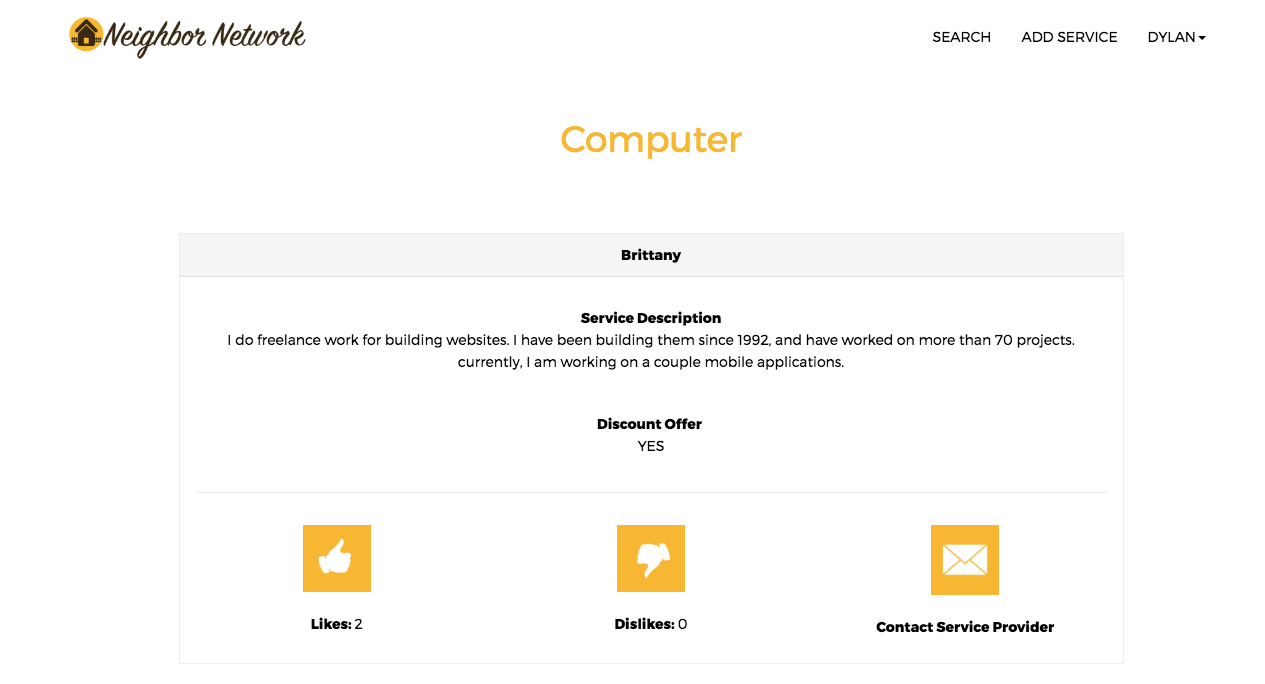 Neighbor Network
SEARCH ADD SERVICE DYLAN
Computer
Brittany
Service Description
I do freelance work for building websites. I have been building them since 1992, and have worked on more than 70 projects.
currently, I am working on a couple mobile applications.
Discount Offer
YES
Likes: 2 Dislikes: 0 Contact Service Provider